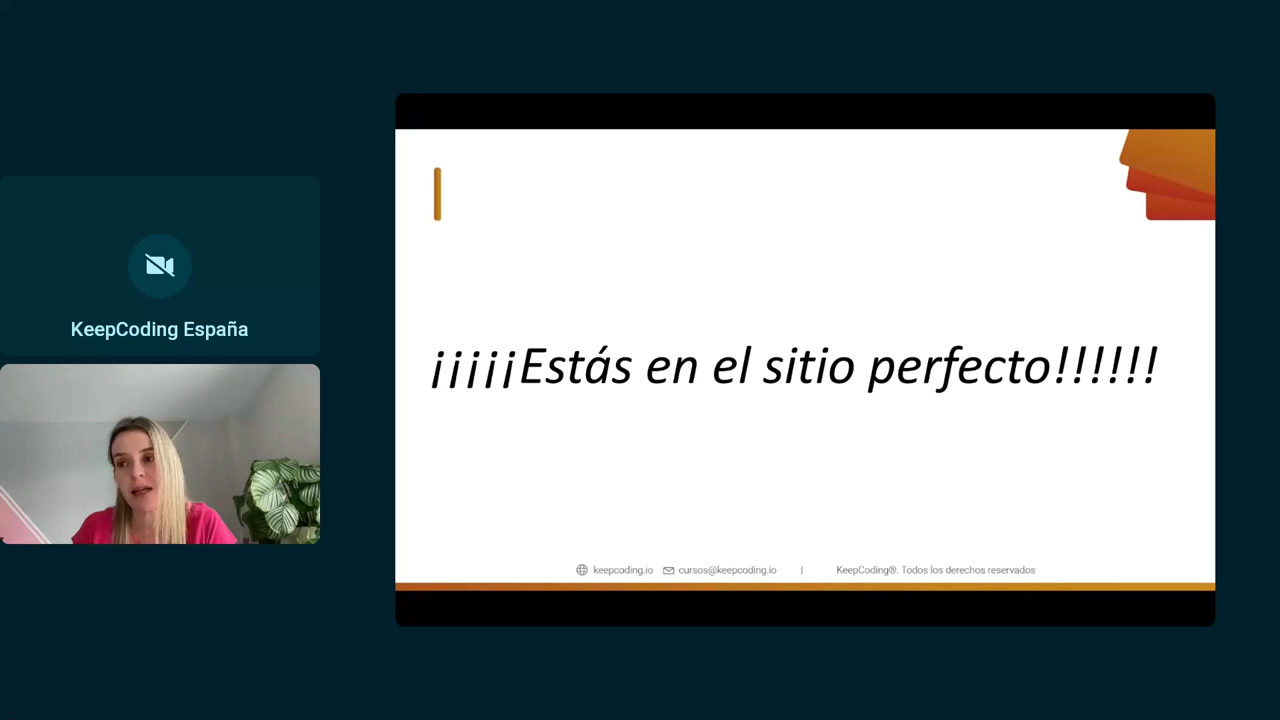 KeepCoding España
¡¡¡¡¡Estás en el sitio perfecto!!!!!!
keepcoding.io cursos@keepcoding.io | KeepCoding®. Todos los derechos reservados